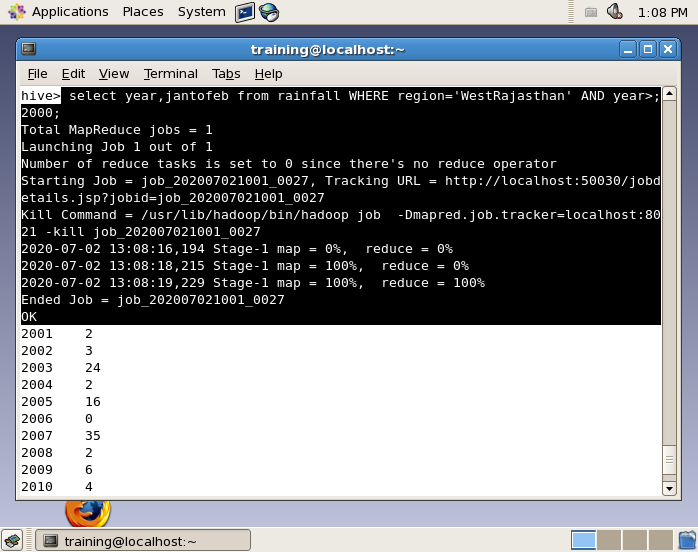 Applications Places System
1:08 PM
training@localhost:~
File Edit View Terminal Tabs Help
hive> select year,jantofeb from rainfall WHERE region='WestRajasthan' AND year>;
2000;
Total MapReduce jobs = 1
Launching Job 1 out of 1
Number of reduce tasks is set to 0 since there's no reduce operator
Starting Job = job_202007021001_0027, Tracking URL = http://localhost:50030/jobd
etails.jsp?jobid=job_202007021001_0027
Kill Command = /usr/lib/hadoop/bin/hadoop job  -Dmapred.job.tracker=localhost:80
21 -kill job_202007021001_0027
2020-07-02 13:08:16,194 Stage-1 map = 0%,  reduce = 0%
2020-07-02 13:08:18,215 Stage-1 map = 100%,  reduce = 0%
2020-07-02 13:08:19,229 Stage-1 map = 100%,  reduce = 100%
Ended Job = job_202007021001_0027
OK
2001    2
2002    3
2003    24
2004    2
2005    16
2006    0
2007    35
2008    2
2009    6
2010    4
training@localhost:~